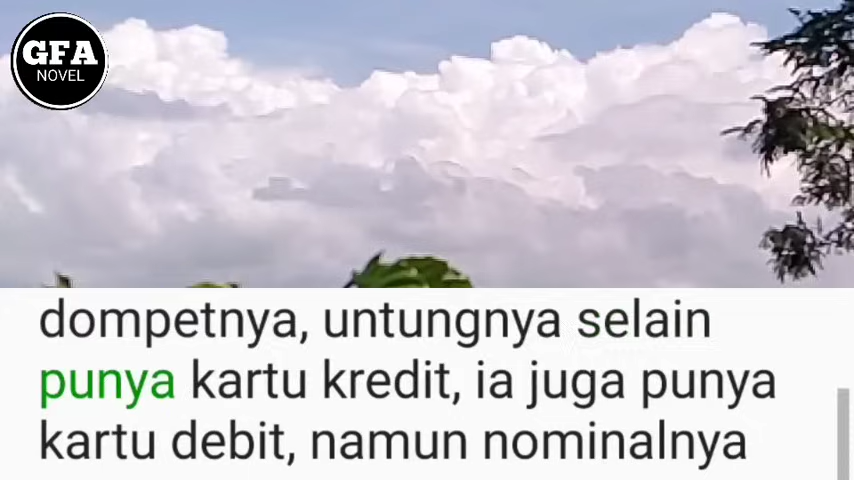 GFA
NOVEL
dompetnya, untungnya selain
punya kartu kredit, ia juga punya
kartu debit, namun nominalnya